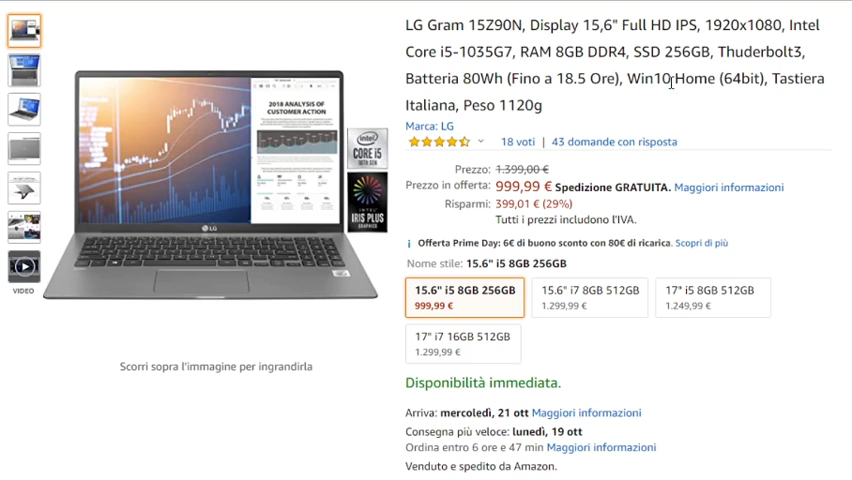 LG Gram 15Z90N, Display 15,6" Full HD IPS, 1920x1080, Intel
Core i5-1035G7, RAM 8GB DDR4, SSD 256GB, Thuderbolt3,
Batteria 80Wh (Fino a 18.5 Ore), Win10 Home (64bit), Tastiera
Italiana, Peso 1120g
Marca: LG
18 voti | 43 domande con risposta
Prezzo: 1.399,00 €
Prezzo in offerta: 999,99 € Spedizione GRATUITA. Maggiori informazioni
Risparmi: 399,01 € (29%)
Tutti i prezzi includono l'IVA.
Offerta Prime Day: 6€ di buono sconto con 80€ di ricarica. Scopri di più
Nome stile: 15.6" i5 8GB 256GB
15.6" i5 8GB 256GB
999,99 €
15.6" i7 8GB 512GB
1.299,99 €
17" i5 8GB 512GB
1.249,99 €
17" i7 16GB 512GB
1.299,99 €
Disponibilità immediata.
Arriva: mercoledì, 21 ott Maggiori informazioni
Consegna più veloce: lunedì, 19 ott
Ordina entro 6 ore e 47 min Maggiori informazioni
Venduto e spedito da Amazon.
2018 ANALYSIS OF
CUSTOMER ACTION
LG
intel
CORE i5
10TH GEN
INTEL
IRIS PLUS
GRAPHICS
VIDEO
Scorri sopra l'immagine per ingrandirla